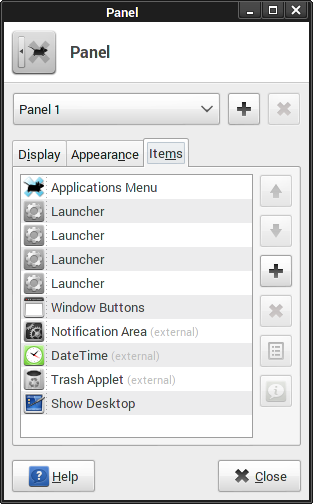 Panel
Panel
Panel 1
Display Appearance Items
Applications Menu
Launcher
Launcher
Launcher
Launcher
Window Buttons
Notification Area (external)
DateTime (external)
Trash Applet (external)
Show Desktop
Help Close